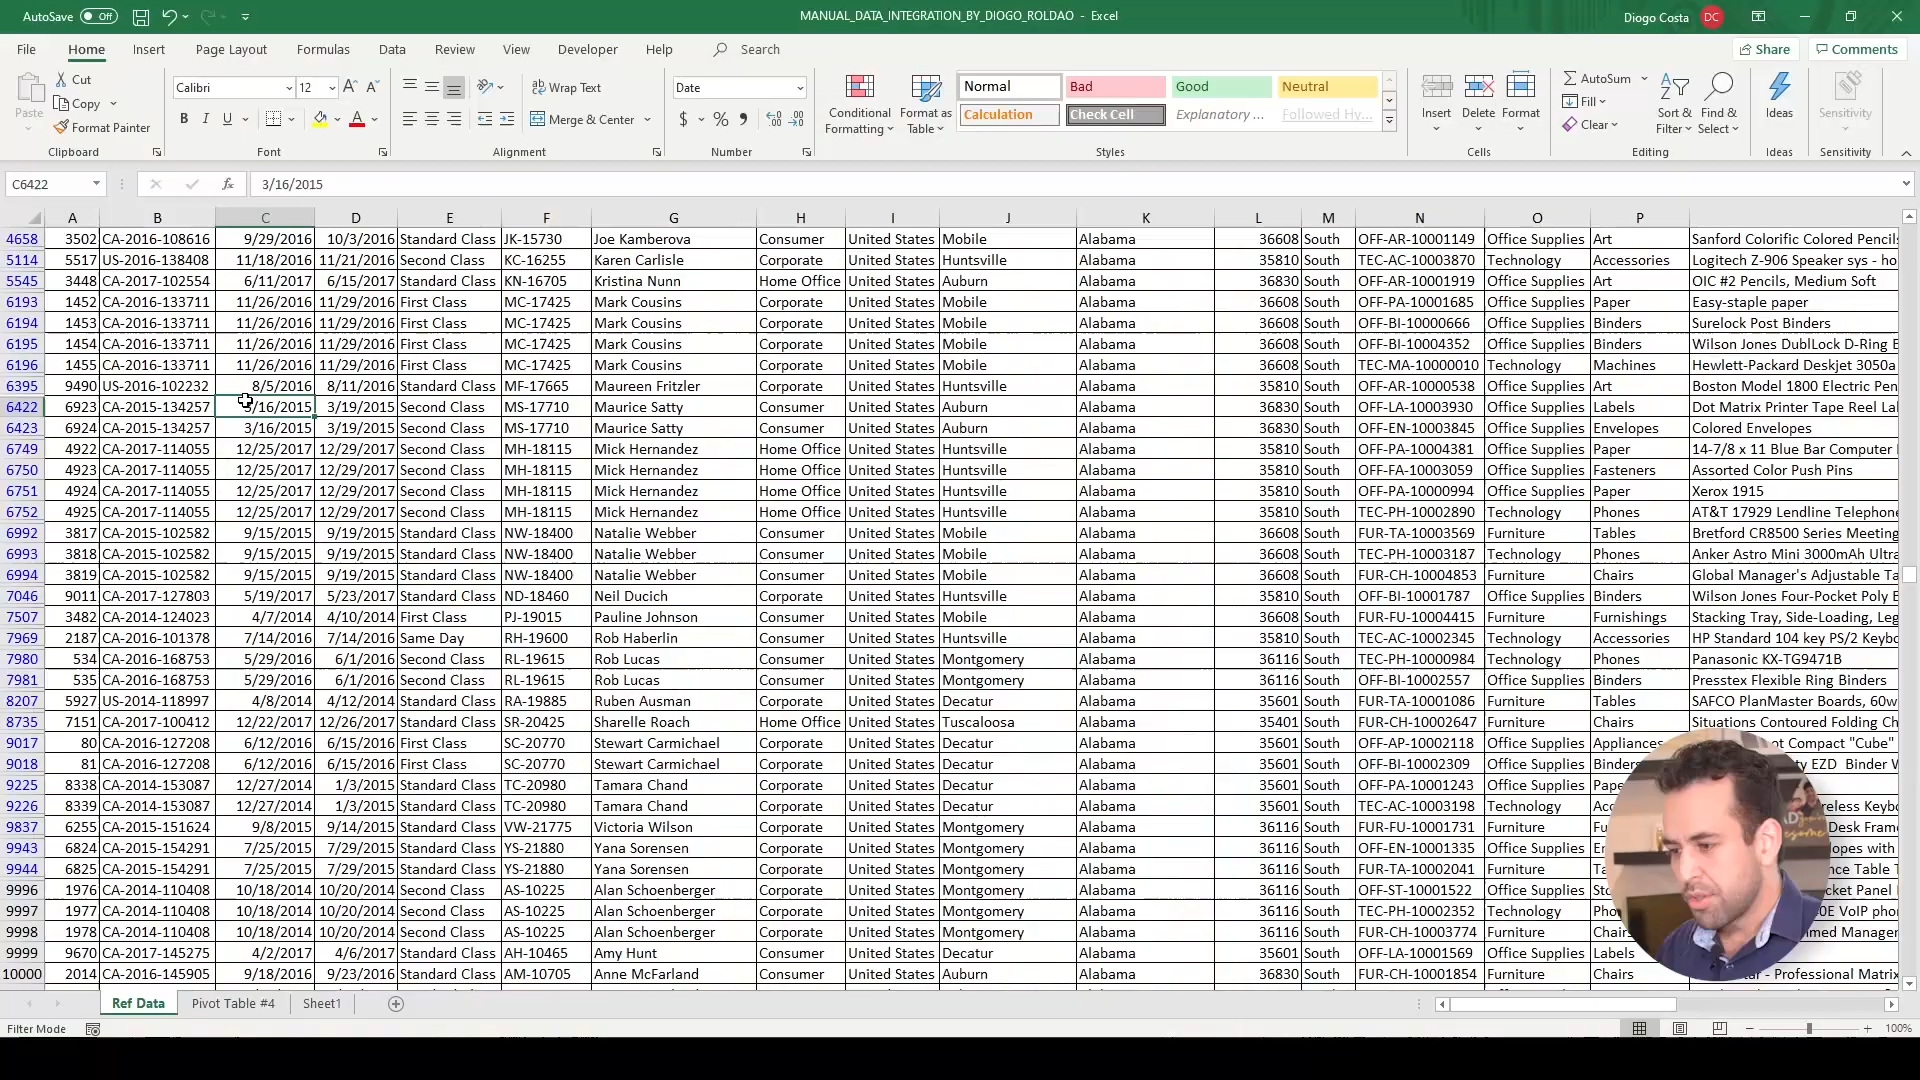 AutoSave Off MANUAL_DATA_INTEGRATION_BY_DIOGO_ROLDAO - Excel Diogo Costa DC
File Home Insert Page Layout Formulas Data Review View Developer Help Search Share Comments
Cut Calibri 12 Wrap Text Date Normal Bad Good Neutral AutoSum
Paste Copy Conditional Format as Insert Delete Format Fill Sort & Find & Ideas Sensitivity
Format Painter B I U Merge & Center $ % Formatting Table Calculation Check Cell Explanatory ... Followed Hy... Clear Filter Select
Clipboard Font Alignment Number Styles Cells Editing Ideas Sensitivity
C6422 fx 3/16/2015
A B C D E F G H I J K L M N O P
4658 3502 CA-2016-108616 9/29/2016 10/3/2016 Standard Class JK-15730 Joe Kamberova Consumer United States Mobile Alabama 36608 South OFF-AR-10001149 Office Supplies Art Sanford Colorific Colored Pencils
5114 5517 US-2016-138408 11/18/2016 11/21/2016 Second Class KC-16255 Karen Carlisle Corporate United States Huntsville Alabama 35810 South TEC-AC-10003870 Technology Accessories Logitech Z-906 Speaker sys - ho
5545 3448 CA-2017-102554 6/11/2017 6/15/2017 Standard Class KN-16705 Kristina Nunn Home Office United States Auburn Alabama 36830 South OFF-AR-10001919 Office Supplies Art OIC #2 Pencils, Medium Soft
6193 1452 CA-2016-133711 11/26/2016 11/29/2016 First Class MC-17425 Mark Cousins Corporate United States Mobile Alabama 36608 South OFF-PA-10001685 Office Supplies Paper Easy-staple paper
6194 1453 CA-2016-133711 11/26/2016 11/29/2016 First Class MC-17425 Mark Cousins Corporate United States Mobile Alabama 36608 South OFF-BI-10000666 Office Supplies Binders Surelock Post Binders
6195 1454 CA-2016-133711 11/26/2016 11/29/2016 First Class MC-17425 Mark Cousins Corporate United States Mobile Alabama 36608 South OFF-BI-10004352 Office Supplies Binders Wilson Jones DublLock D-Ring B
6196 1455 CA-2016-133711 11/26/2016 11/29/2016 First Class MC-17425 Mark Cousins Corporate United States Mobile Alabama 36608 South TEC-MA-10000010 Technology Machines Hewlett-Packard Deskjet 3050a
6395 9490 US-2016-102232 8/5/2016 8/11/2016 Standard Class MF-17665 Maureen Fritzler Corporate United States Huntsville Alabama 35810 South OFF-AR-10000538 Office Supplies Art Boston Model 1800 Electric Pen
6422 6923 CA-2015-134257 3/16/2015 3/19/2015 Second Class MS-17710 Maurice Satty Consumer United States Auburn Alabama 36830 South OFF-LA-10003930 Office Supplies Labels Dot Matrix Printer Tape Reel Lal
6423 6924 CA-2015-134257 3/16/2015 3/19/2015 Second Class MS-17710 Maurice Satty Consumer United States Auburn Alabama 36830 South OFF-EN-10003845 Office Supplies Envelopes Colored Envelopes
6749 4922 CA-2017-114055 12/25/2017 12/29/2017 Second Class MH-18115 Mick Hernandez Home Office United States Huntsville Alabama 35810 South OFF-PA-10004381 Office Supplies Paper 14-7/8 x 11 Blue Bar Computer
6750 4923 CA-2017-114055 12/25/2017 12/29/2017 Second Class MH-18115 Mick Hernandez Home Office United States Huntsville Alabama 35810 South OFF-FA-10003059 Office Supplies Fasteners Assorted Color Push Pins
6751 4924 CA-2017-114055 12/25/2017 12/29/2017 Second Class MH-18115 Mick Hernandez Home Office United States Huntsville Alabama 35810 South OFF-PA-10000994 Office Supplies Paper Xerox 1915
6752 4925 CA-2017-114055 12/25/2017 12/29/2017 Second Class MH-18115 Mick Hernandez Home Office United States Huntsville Alabama 35810 South TEC-PH-10002890 Technology Phones AT&T 17929 Lendline Telephone
6992 3817 CA-2015-102582 9/15/2015 9/19/2015 Standard Class NW-18400 Natalie Webber Consumer United States Mobile Alabama 36608 South FUR-TA-10003569 Furniture Tables Bretford CR8500 Series Meeting
6993 3818 CA-2015-102582 9/15/2015 9/19/2015 Standard Class NW-18400 Natalie Webber Consumer United States Mobile Alabama 36608 South TEC-PH-10003187 Technology Phones Anker Astro Mini 3000mAh Ultra
6994 3819 CA-2015-102582 9/15/2015 9/19/2015 Standard Class NW-18400 Natalie Webber Consumer United States Mobile Alabama 36608 South FUR-CH-10004853 Furniture Chairs Global Manager's Adjustable Ta
7046 9011 CA-2017-127803 5/19/2017 5/23/2017 Standard Class ND-18460 Neil Ducich Corporate United States Huntsville Alabama 35810 South OFF-BI-10001787 Office Supplies Binders Wilson Jones Four-Pocket Poly B
7507 3482 CA-2014-124023 4/7/2014 4/10/2014 First Class PJ-19015 Pauline Johnson Consumer United States Mobile Alabama 36608 South FUR-FU-10004415 Furniture Furnishings Stacking Tray, Side-Loading, Leg
7969 2187 CA-2016-101378 7/14/2016 7/14/2016 Same Day RH-19600 Rob Haberlin Consumer United States Huntsville Alabama 35810 South TEC-AC-10002345 Technology Accessories HP Standard 104 key PS/2 Keybo
7980 534 CA-2016-168753 5/29/2016 6/1/2016 Second Class RL-19615 Rob Lucas Consumer United States Montgomery Alabama 36116 South TEC-PH-10000984 Technology Phones Panasonic KX-TG9471B
7981 535 CA-2016-168753 5/29/2016 6/1/2016 Second Class RL-19615 Rob Lucas Consumer United States Montgomery Alabama 36116 South OFF-BI-10002557 Office Supplies Binders Presstex Flexible Ring Binders
8207 5927 US-2014-118997 4/8/2014 4/12/2014 Standard Class RA-19885 Ruben Ausman Corporate United States Decatur Alabama 35601 South FUR-TA-10001086 Furniture Tables SAFCO PlanMaster Boards, 60w
8735 7151 CA-2017-100412 12/22/2017 12/26/2017 Standard Class SR-20425 Sharelle Roach Home Office United States Tuscaloosa Alabama 35401 South FUR-CH-10002647 Furniture Chairs Situations Contoured Folding Ch
9017 80 CA-2016-127208 6/12/2016 6/15/2016 First Class SC-20770 Stewart Carmichael Corporate United States Decatur Alabama 35601 South OFF-AP-10002118 Office Supplies Appliances ot Compact "Cube"
9018 81 CA-2016-127208 6/12/2016 6/15/2016 First Class SC-20770 Stewart Carmichael Corporate United States Decatur Alabama 35601 South OFF-BI-10002309 Office Supplies Binders ty EZD Binder W
9225 8338 CA-2014-153087 12/27/2014 1/3/2015 Standard Class TC-20980 Tamara Chand Corporate United States Decatur Alabama 35601 South OFF-PA-10001243 Office Supplies Pape
9226 8339 CA-2014-153087 12/27/2014 1/3/2015 Standard Class TC-20980 Tamara Chand Corporate United States Decatur Alabama 35601 South TEC-AC-10003198 Technology Acc reless Keybo
9837 6255 CA-2015-151624 9/8/2015 9/14/2015 Standard Class VW-21775 Victoria Wilson Corporate United States Montgomery Alabama 36116 South FUR-FU-10001731 Furniture Fu Desk Fram
9943 6824 CA-2015-154291 7/25/2015 7/29/2015 Standard Class YS-21880 Yana Sorensen Corporate United States Montgomery Alabama 36116 South OFF-EN-10001335 Office Supplies En opes with
9944 6825 CA-2015-154291 7/25/2015 7/29/2015 Standard Class YS-21880 Yana Sorensen Corporate United States Montgomery Alabama 36116 South FUR-TA-10002041 Furniture Ta nce Table T
9996 1976 CA-2014-110408 10/18/2014 10/20/2014 Second Class AS-10225 Alan Schoenberger Corporate United States Montgomery Alabama 36116 South OFF-ST-10001522 Office Supplies Sto cket Panel
9997 1977 CA-2014-110408 10/18/2014 10/20/2014 Second Class AS-10225 Alan Schoenberger Corporate United States Montgomery Alabama 36116 South TEC-PH-10002352 Technology Pho 0E VoIP phon
9998 1978 CA-2014-110408 10/18/2014 10/20/2014 Second Class AS-10225 Alan Schoenberger Corporate United States Montgomery Alabama 36116 South FUR-CH-10003774 Furniture Chairs mmed Manager
9999 9670 CA-2017-145275 4/2/2017 4/6/2017 Standard Class AH-10465 Amy Hunt Consumer United States Decatur Alabama 35601 South OFF-LA-10001569 Office Supplies Labels
10000 2014 CA-2016-145905 9/18/2016 9/23/2016 Standard Class AM-10705 Anne McFarland Consumer United States Auburn Alabama 36830 South FUR-CH-10001854 Furniture Chairs tar - Professional Matrix
Ref Data Pivot Table #4 Sheet1
Filter Mode 100%